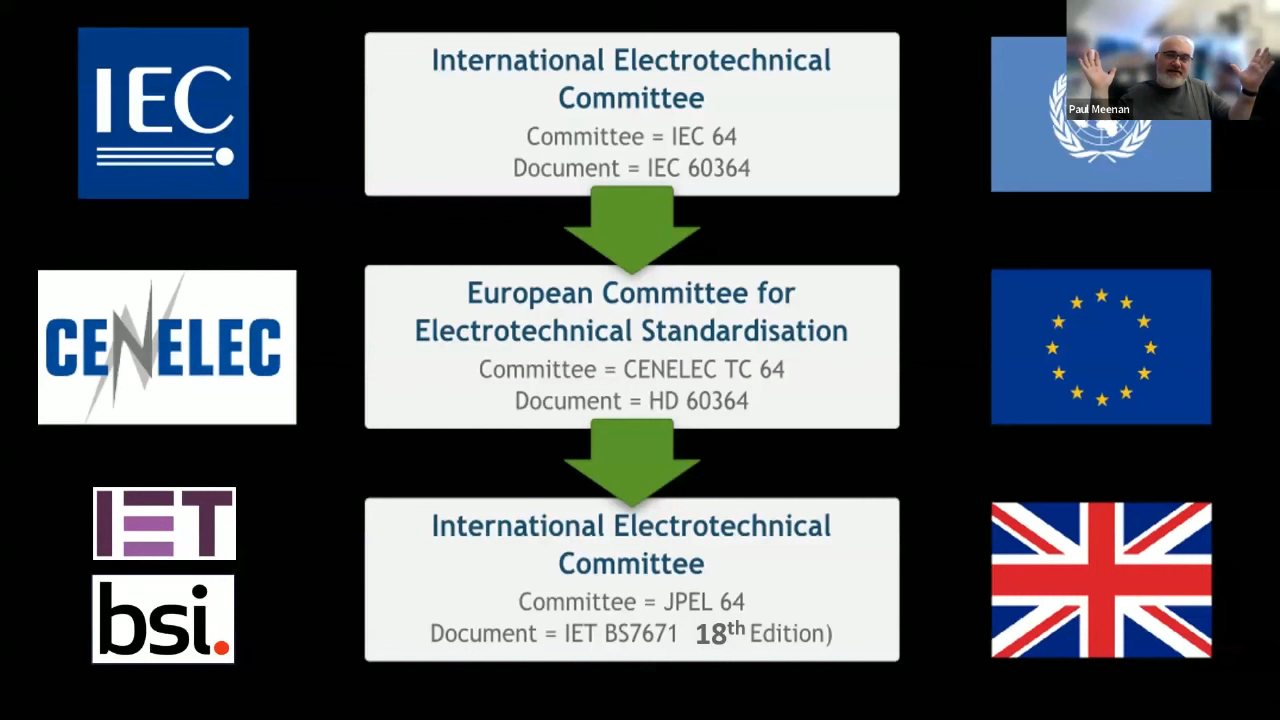 IEC
International Electrotechnical
Committee
Committee = IEC 64
Document = IEC 60364
Paul Meenan
CENELEC
European Committee for
Electrotechnical Standardisation
Committee = CENELEC TC 64
Document = HD 60364
IET
bsi.
International Electrotechnical
Committee
Committee = JPEL 64
Document = IET BS7671 18th Edition)